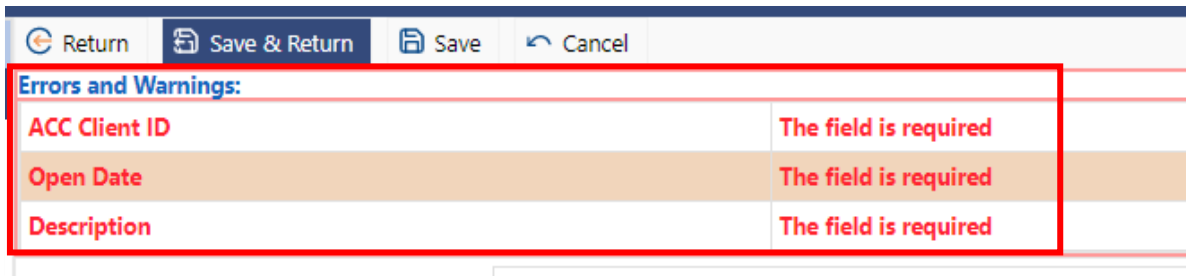 Return Save & Return Save Cancel
Errors and Warnings:
ACC Client ID The field is required
Open Date The field is required
Description The field is required